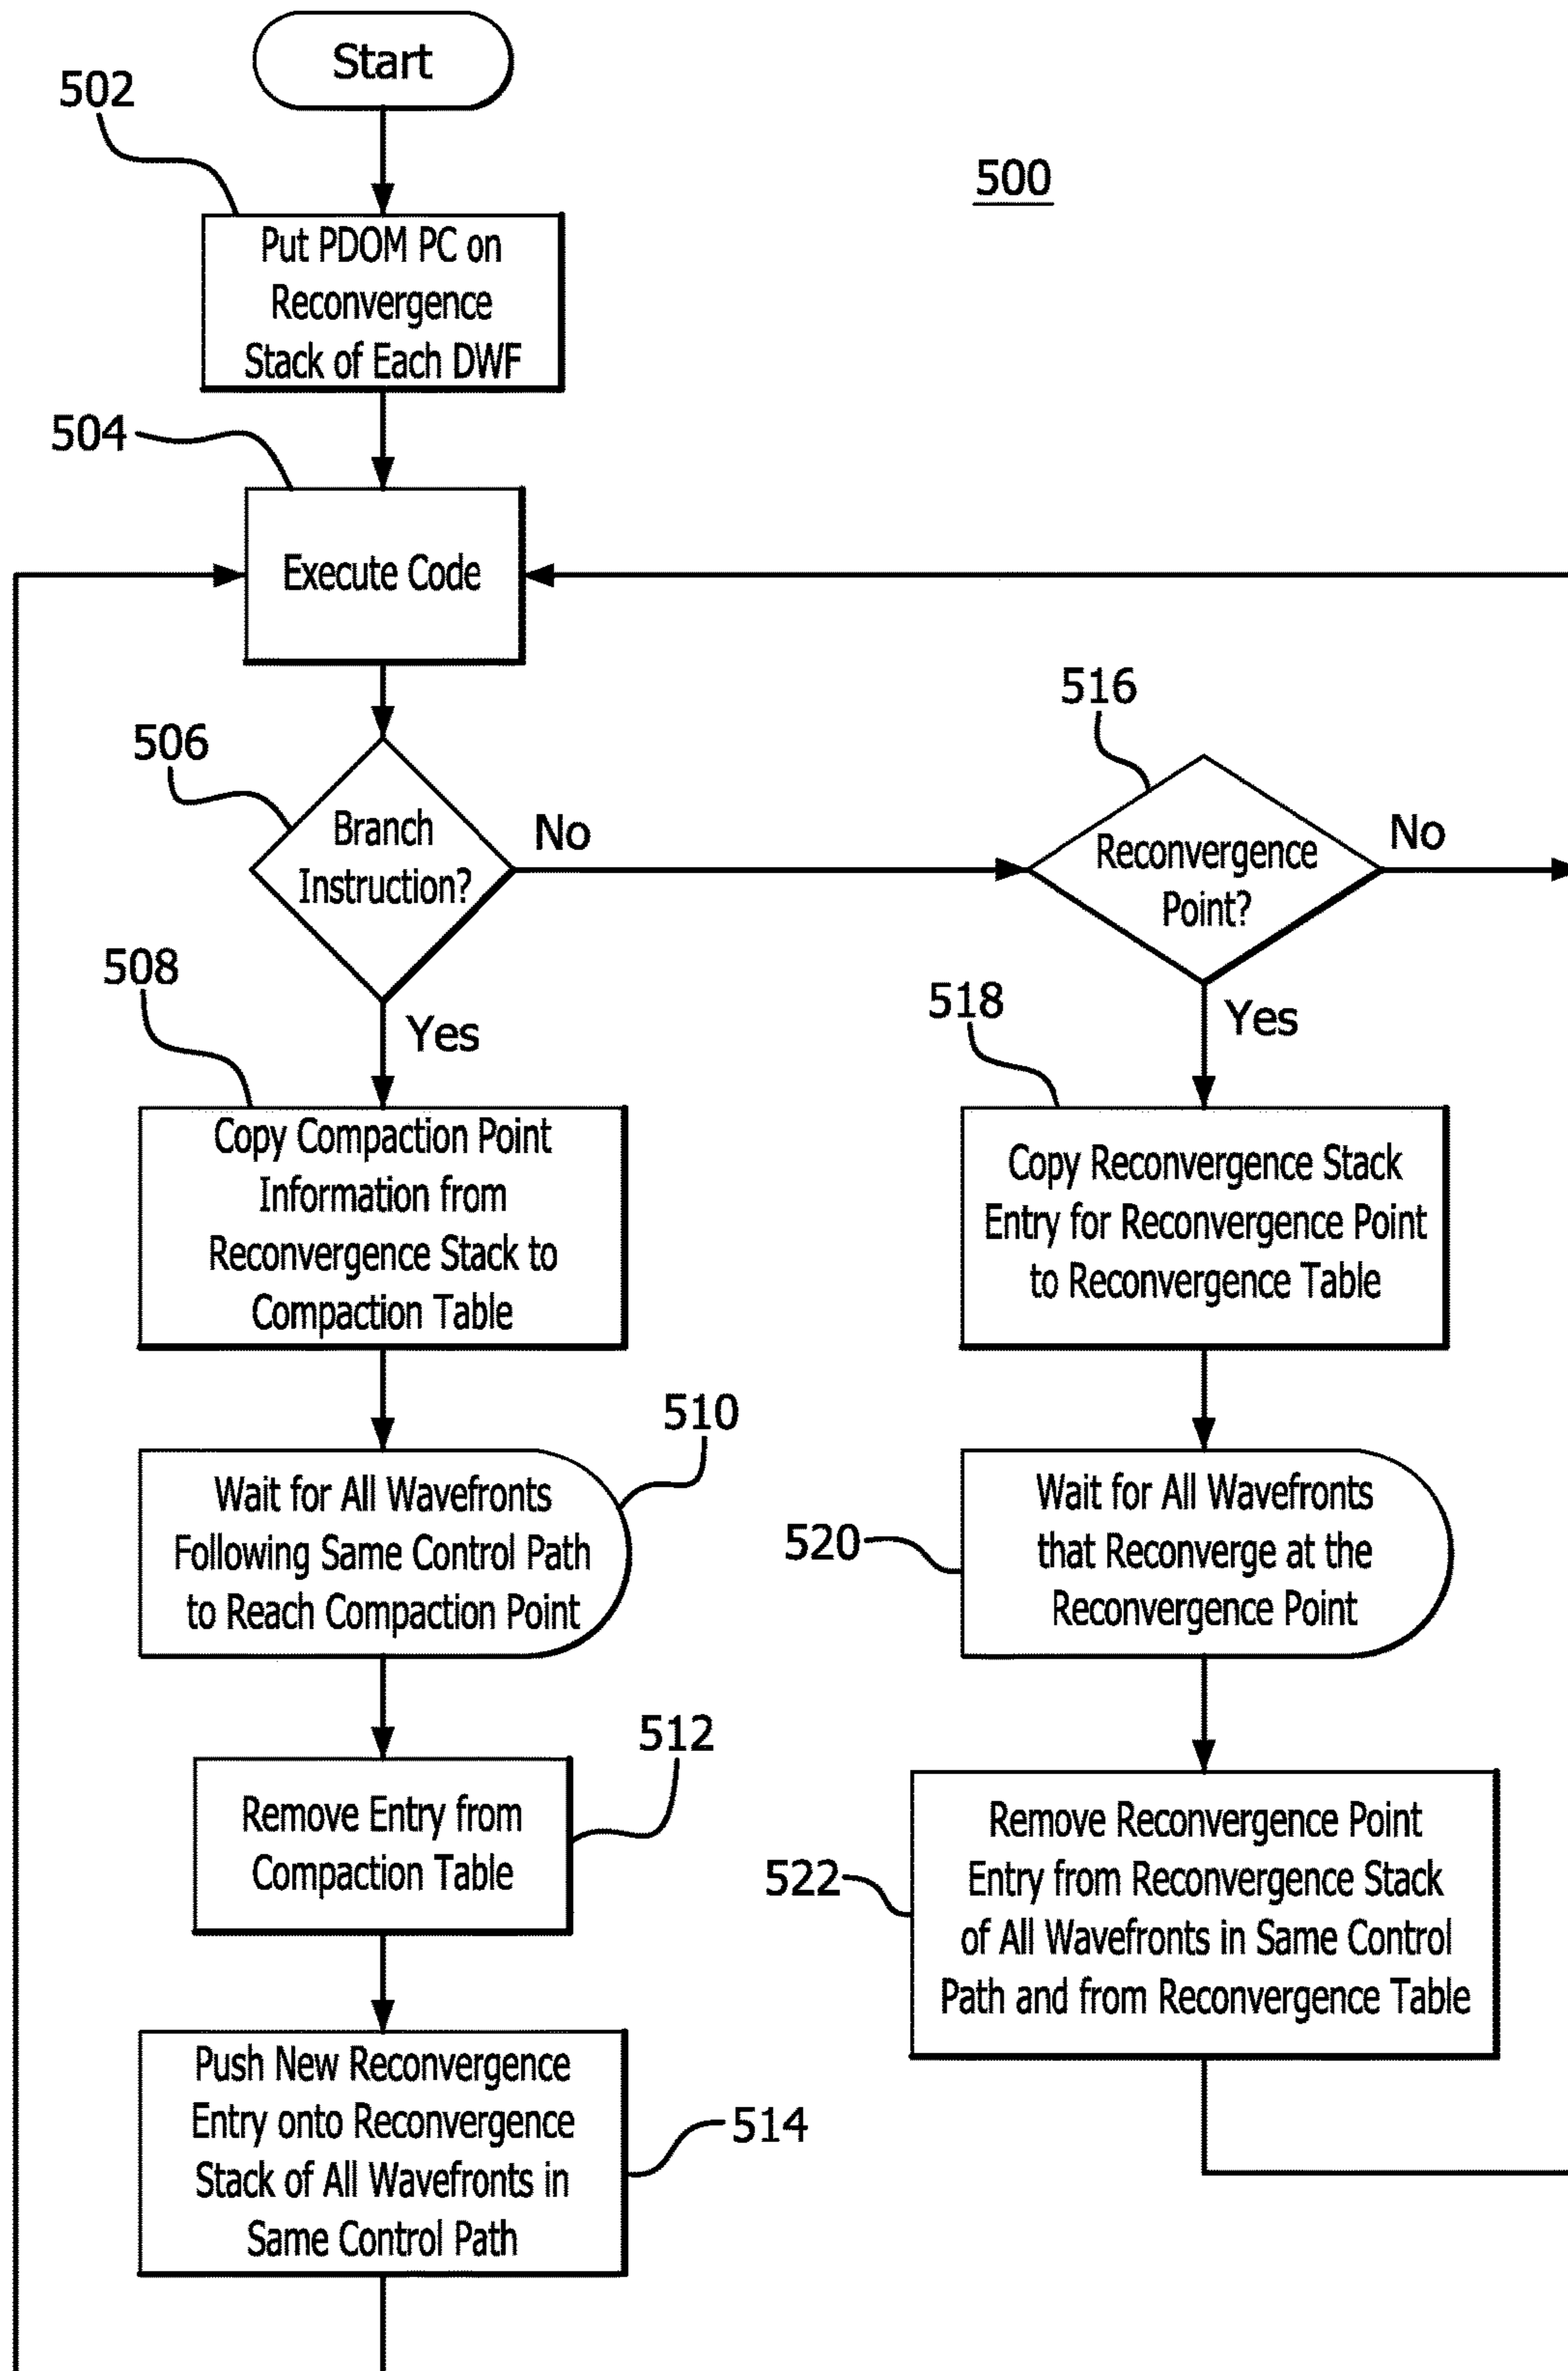 Start
502
500
Put PDOM PC on
Reconvergence
Stack of Each DWF
504
Execute Code
516
506
Branch
Instruction?
No
Reconvergence
Point?
No
508
Yes
518
Yes
Copy Compaction Point
Information from
Reconvergence Stack to
Compaction Table
Copy Reconvergence Stack
Entry for Reconvergence Point
to Reconvergence Table
510
Wait for All Wavefronts
Following Same Control Path
to Reach Compaction Point
520
Wait for All Wavefronts
that Reconverge at the
Reconvergence Point
512
Remove Entry from
Compaction Table
522
Remove Reconvergence Point
Entry from Reconvergence Stack
of All Wavefronts in Same Control
Path and from Reconvergence Table
Push New Reconvergence
Entry onto Reconvergence
Stack of All Wavefronts in
Same Control Path
514